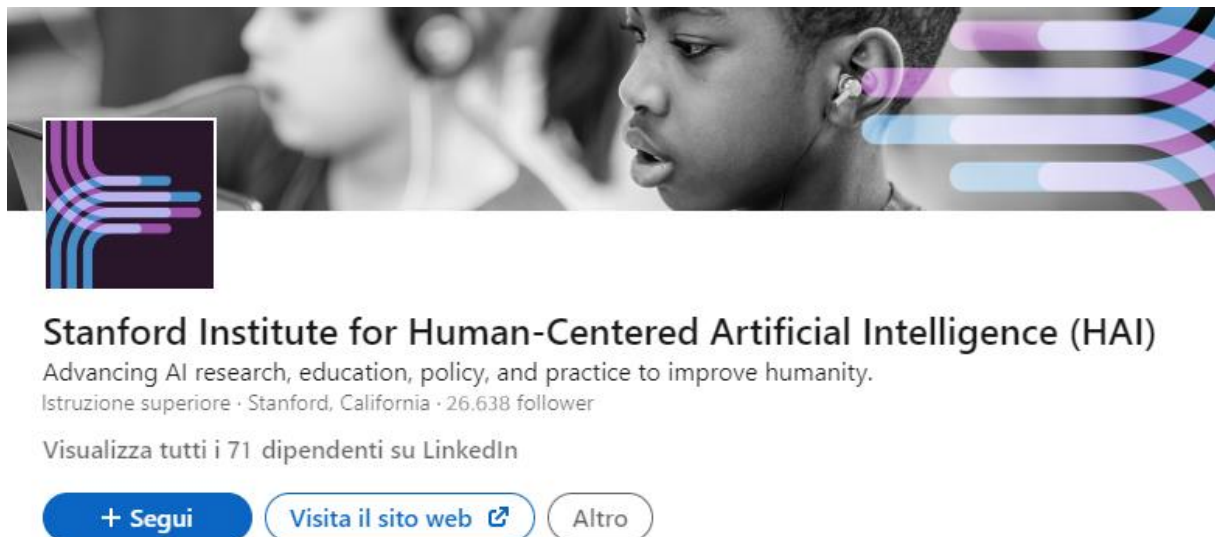 Stanford Institute for Human-Centered Artificial Intelligence (HAI)
Advancing AI research, education, policy, and practice to improve humanity.
Istruzione superiore · Stanford, California · 26.638 follower
Visualizza tutti i 71 dipendenti su LinkedIn
+ Segui Visita il sito web Altro